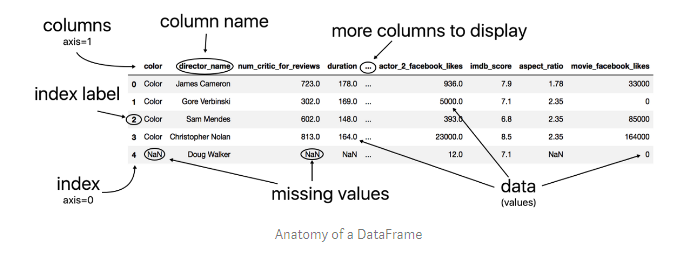 columns
axis=1
column name
more columns to display
color director_name num_critic_for_reviews duration ... actor_2_facebook_likes imdb_score aspect_ratio movie_facebook_likes
0 Color James Cameron 723.0 178.0 ... 936.0 7.9 1.78 33000
index label
1 Color Gore Verbinski 302.0 169.0 ... 5000.0 7.1 2.35 0
2 Color Sam Mendes 602.0 148.0 ... 393.0 6.8 2.35 85000
3 Color Christopher Nolan 813.0 164.0 ... 23000.0 8.5 2.35 164000
4 NaN Doug Walker NaN NaN ... 12.0 7.1 NaN 0
index
axis=0
missing values
data
(values)
Anatomy of a DataFrame